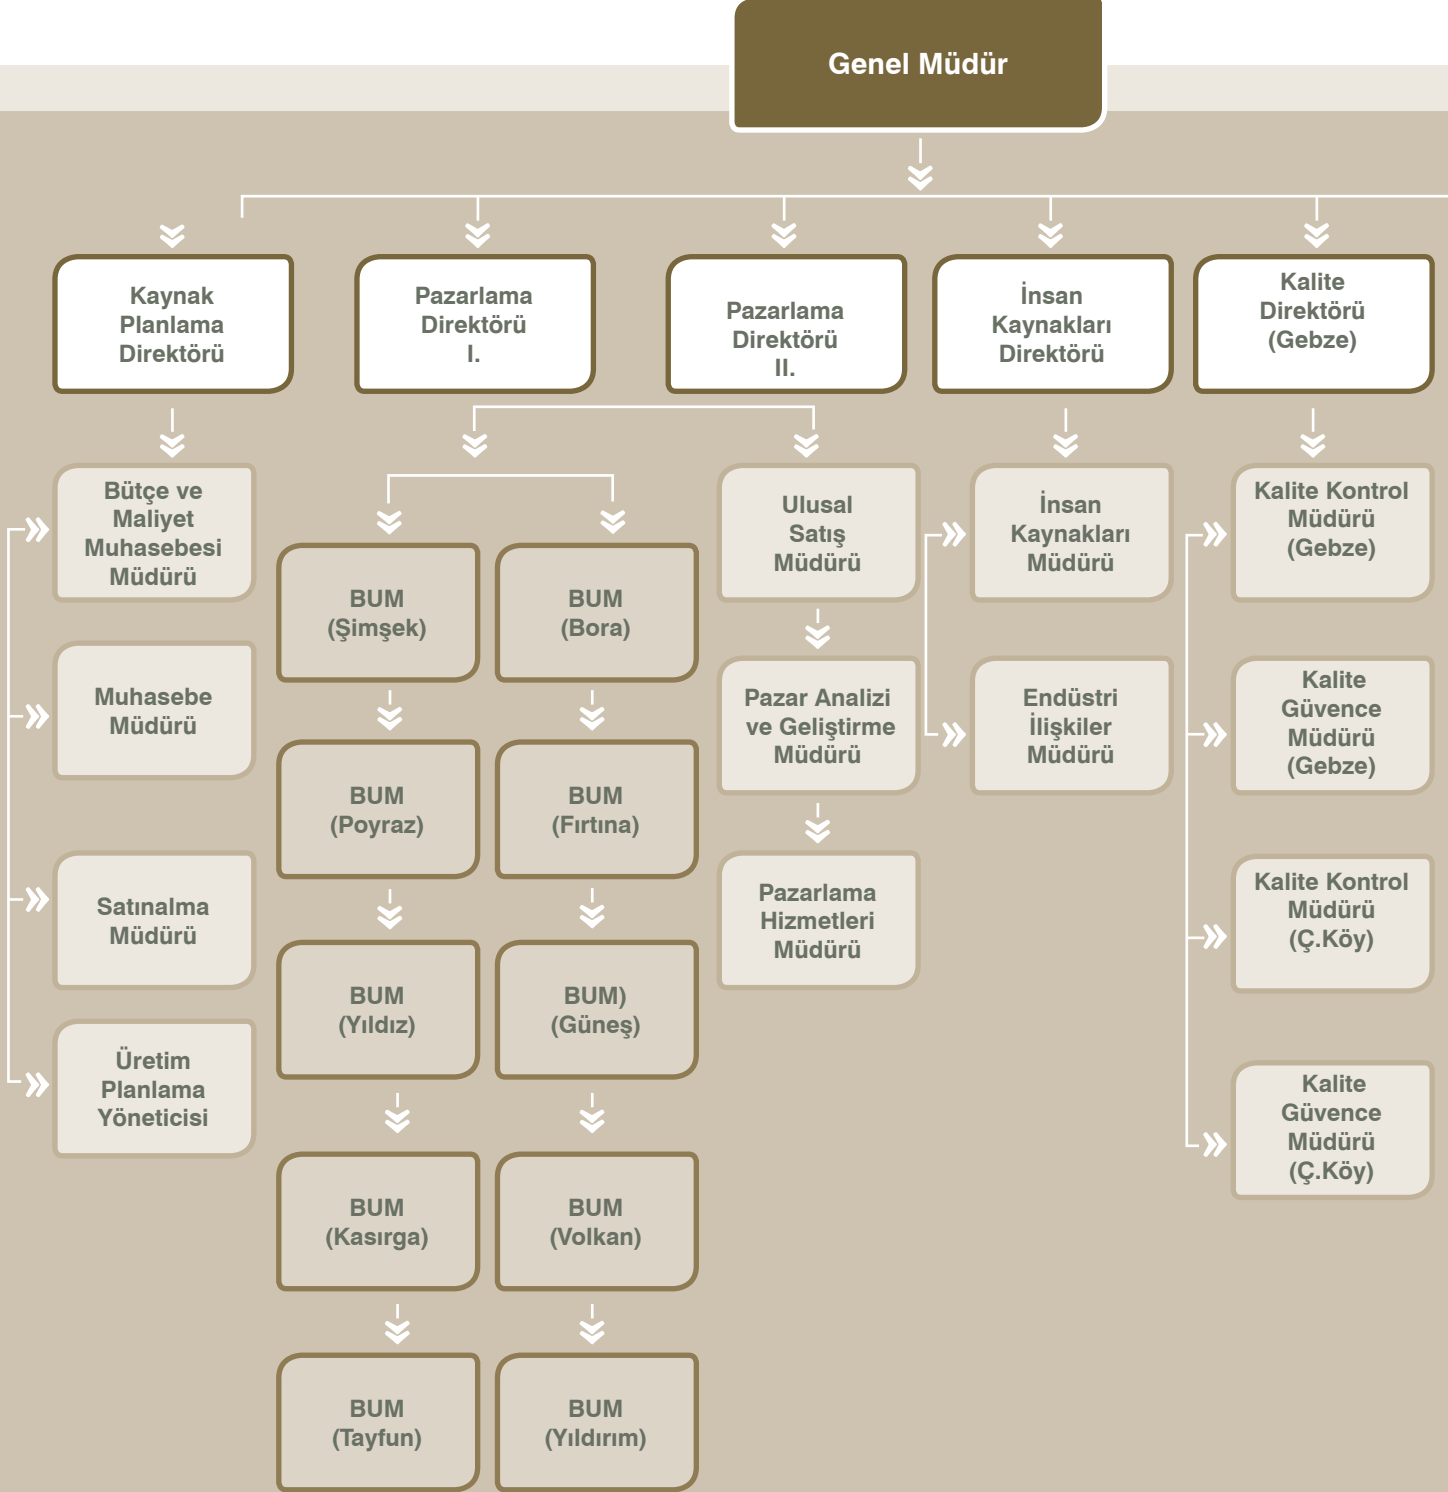 Genel Müdür
Kaynak
Planlama
Direktörü
Pazarlama
Direktörü
I.
Pazarlama
Direktörü
II.
İnsan
Kaynakları
Direktörü
Kalite
Direktörü
(Gebze)
Bütçe ve
Maliyet
Muhasebesi
Müdürü
Muhasebe
Müdürü
Satınalma
Müdürü
Üretim
Planlama
Yöneticisi
BUM
(Şimşek)
BUM
(Poyraz)
BUM
(Yıldız)
BUM
(Kasırga)
BUM
(Tayfun)
BUM
(Bora)
BUM
(Fırtına)
BUM)
(Güneş)
BUM
(Volkan)
BUM
(Yıldırım)
Ulusal
Satış
Müdürü
Pazar Analizi
ve Geliştirme
Müdürü
Pazarlama
Hizmetleri
Müdürü
İnsan
Kaynakları
Müdürü
Endüstri
İlişkiler
Müdürü
Kalite Kontrol
Müdürü
(Gebze)
Kalite
Güvence
Müdürü
(Gebze)
Kalite Kontrol
Müdürü
(Ç.Köy)
Kalite
Güvence
Müdürü
(Ç.Köy)